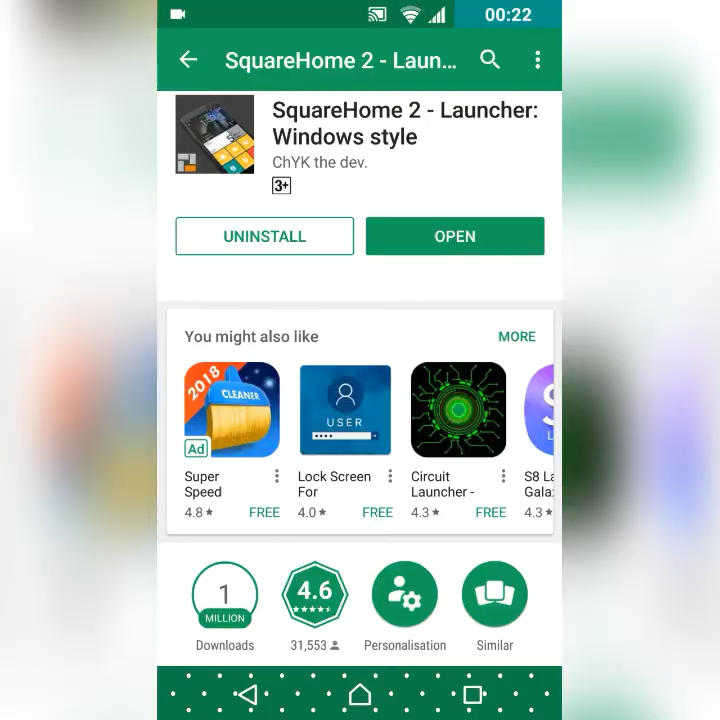 00:22
SquareHome 2 - Laun...
SquareHome 2 - Launcher:
Windows style
ChYK the dev.
3+
UNINSTALL
OPEN
You might also like
MORE
2018
CLEANER
Ad
USER
S
Super
Speed
Lock Screen
For
Circuit
Launcher -
S8 La
Gala
4.8★ FREE
4.0★ FREE
4.3★ FREE
4.3★
1
MILLION
4.6
Downloads
31,553
Personalisation
Similar